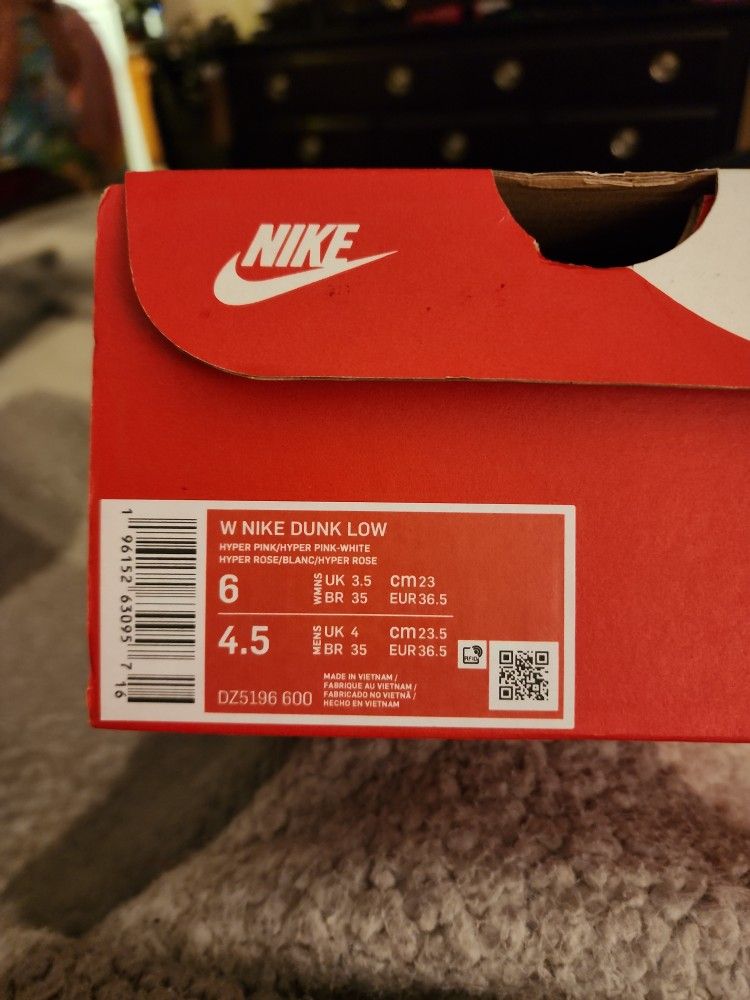 NIKE
W NIKE DUNK LOW
HYPER PINK/HYPER PINK-WHITE
HYPER ROSE/BLANC/HYPER ROSE
6 WMNS UK 3.5 cm 23
BR 35 EUR 36.5
4.5 MENS UK 4 cm 23.5
BR 35 EUR 36.5
RFID
MADE IN VIETNAM /
FABRIQUE AU VIETNAM /
FABRICADO NO VIETNÃ /
HECHO EN VIETNAM
DZ5196 600
1 96152 63095 7 16